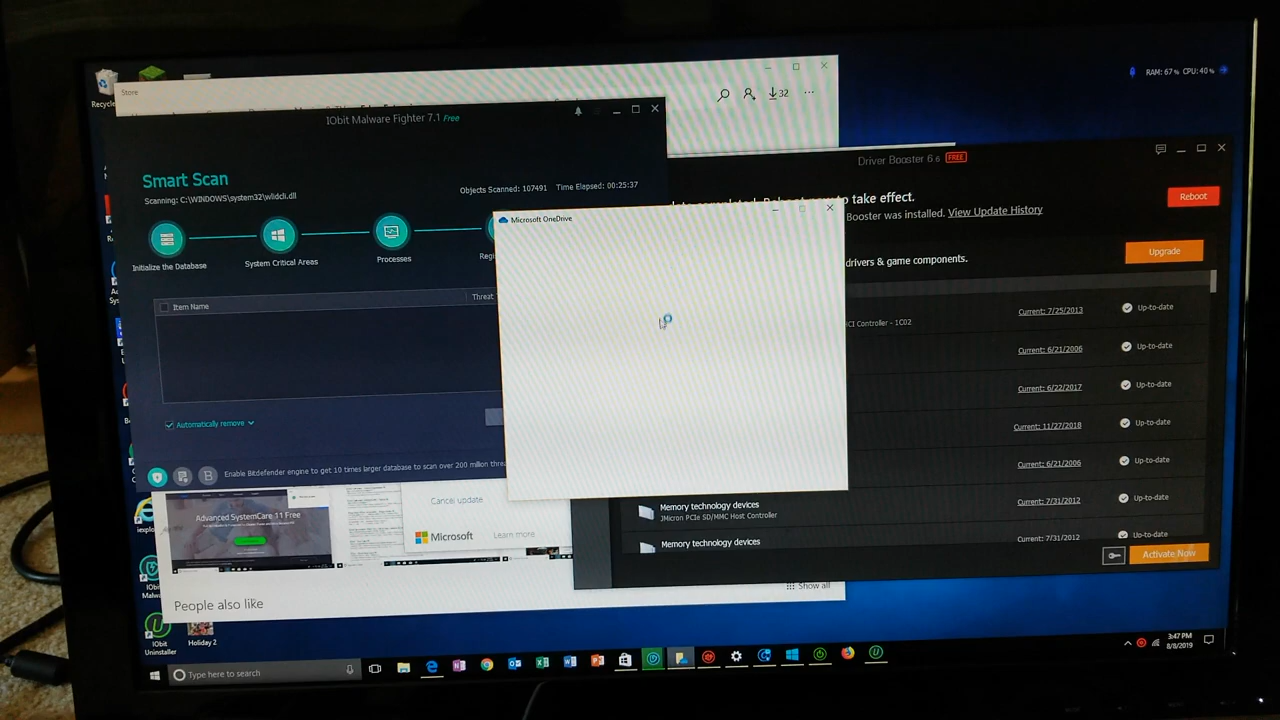 Recycle
Store
32
RAM: 67% CPU: 40%
IObit Malware Fighter 7.1 Free
Smart Scan
Scanning: C:\WINDOWS\system32\wlidcli.dll
Objects Scanned: 107491 Time Elapsed: 00:25:37
Initialize the Database
System Critical Areas
Processes
Item Name
Threat
Automatically remove
Enable Bitdefender engine to get 10 times larger database to scan over 200 million
Driver Booster 6.6 FREE
to take effect.
Reboot
Booster was installed. View Update History
drivers & game components.
Upgrade
Controller - 1C02
Current: 7/25/2013
Up-to-date
Current: 6/21/2006
Up-to-date
Current: 6/22/2017
Up-to-date
Current: 11/27/2018
Up-to-date
Current: 6/21/2006
Up-to-date
Memory technology devices
JMicron PCIe SD/MMC Host Controller
Current: 7/31/2012
Up-to-date
Memory technology devices
Current: 7/31/2012
Up-to-date
Activate Now
Microsoft OneDrive
Advanced SystemCare 11 Free
Cancel update
Microsoft
Learn more
People also like
Show all
IObit
Uninstaller
Holiday 2
Type here to search
3:47 PM
8/8/2019